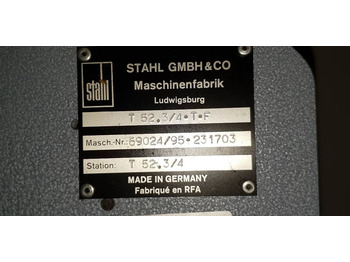 STAHL GMBH & CO
Maschinenfabrik
Ludwigsburg
stahl
T 52.3/4•T•F
Masch.-Nr.: 69024/95•231703
Station: T 52.3/4
MADE IN GERMANY
Fabriqué en RFA